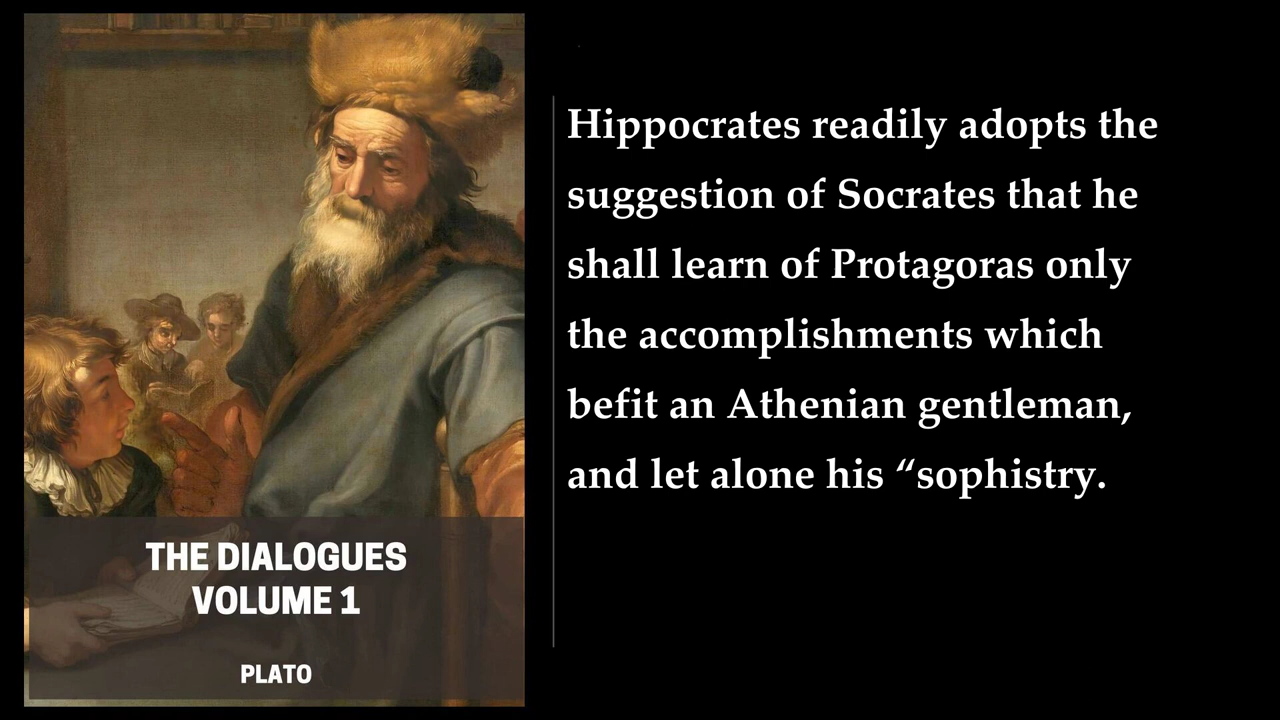 Hippocrates readily adopts the
suggestion of Socrates that he
shall learn of Protagoras only
the accomplishments which
befit an Athenian gentleman,
and let alone his “sophistry.
THE DIALOGUES
VOLUME 1
PLATO